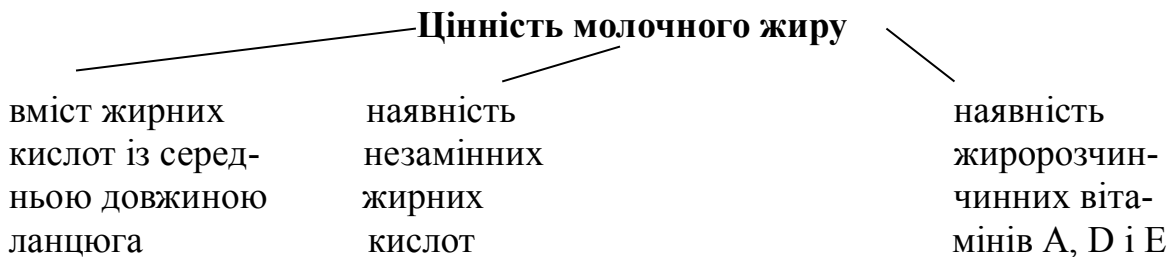 Цінність молочного жиру
вміст жирних
кислот із серед-
ньою довжиною
ланцюга
наявність
незамінних
жирних
кислот
наявність
жиророзчин-
чинних віта-
мінів A, D і E